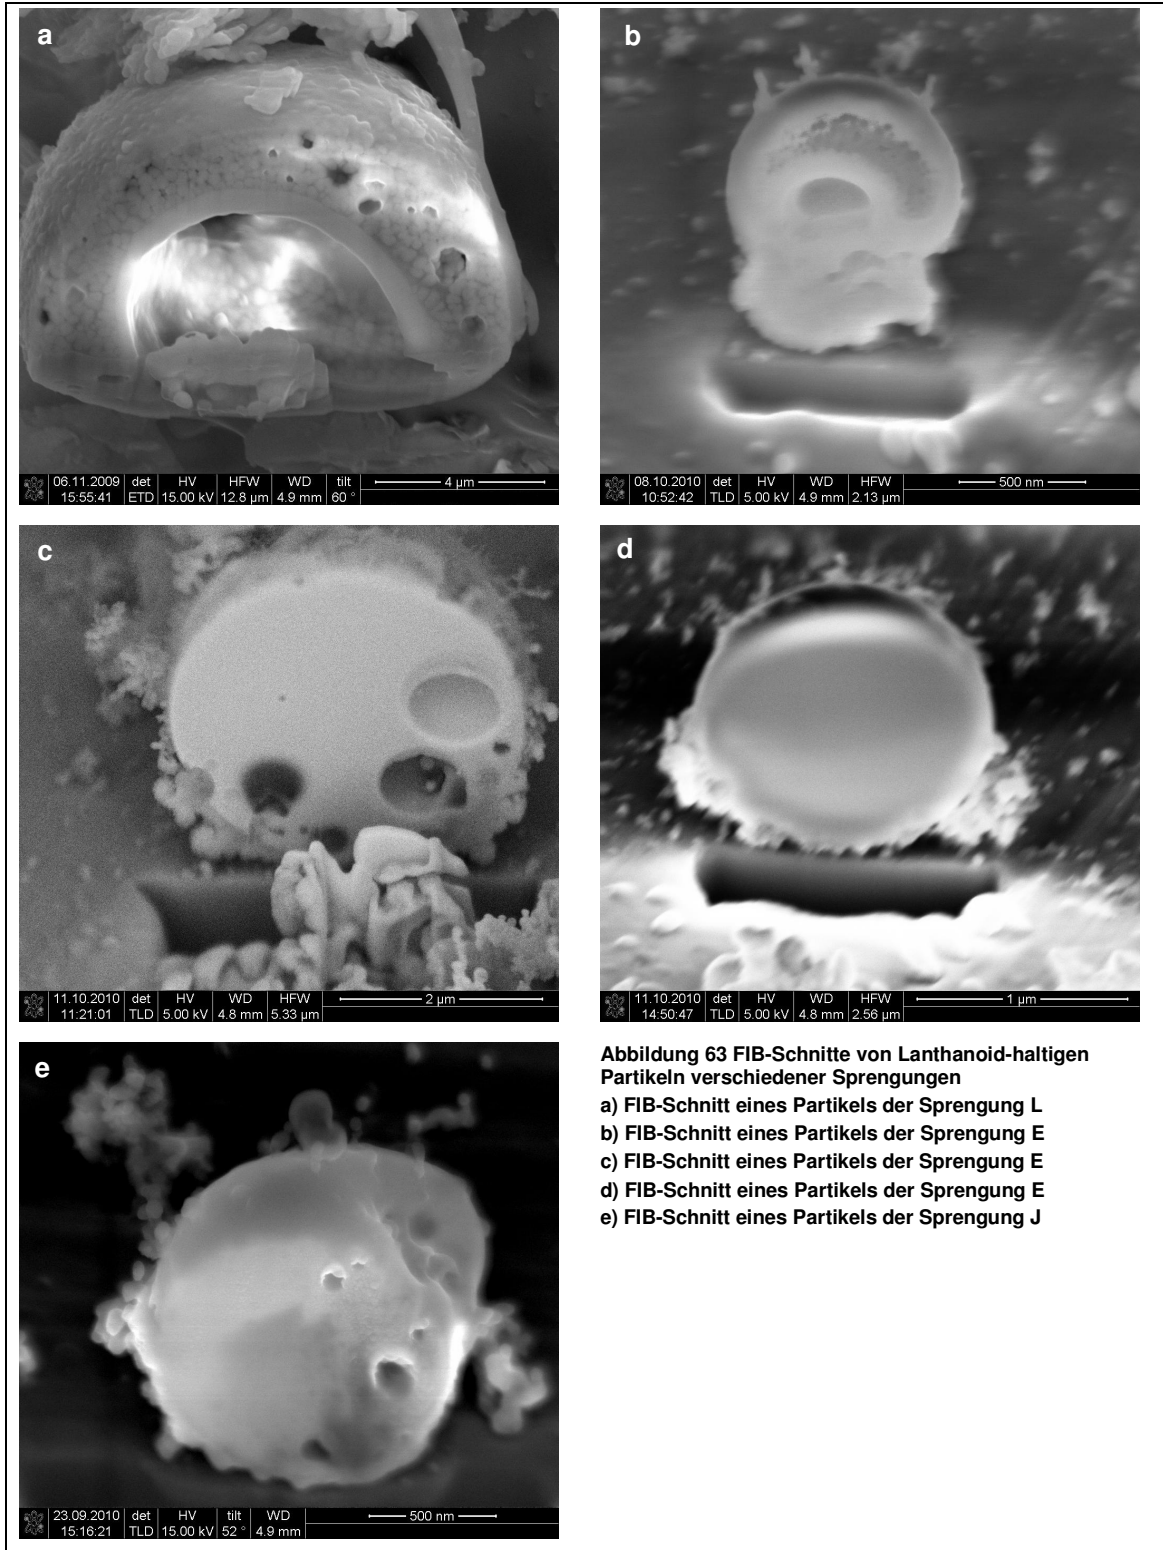 a
06.11.2009 det HV HFW WD tilt 4 µm
15:55:41 ETD 15.00 kV 12.8 µm 4.9 mm 60 °
b
08.10.2010 det HV WD HFW 500 nm
10:52:42 TLD 5.00 kV 4.9 mm 2.13 µm
c
11.10.2010 det HV WD HFW 2 µm
11:21:01 TLD 5.00 kV 4.8 mm 5.33 µm
d
11.10.2010 det HV WD HFW 1 µm
14:50:47 TLD 5.00 kV 4.8 mm 2.56 µm
e
23.09.2010 det HV tilt WD 500 nm
15:16:21 TLD 15.00 kV 52 ° 4.9 mm
Abbildung 63 FIB-Schnitte von Lanthanoid-haltigen
Partikeln verschiedener Sprengungen
a) FIB-Schnitt eines Partikels der Sprengung L
b) FIB-Schnitt eines Partikels der Sprengung E
c) FIB-Schnitt eines Partikels der Sprengung E
d) FIB-Schnitt eines Partikels der Sprengung E
e) FIB-Schnitt eines Partikels der Sprengung J